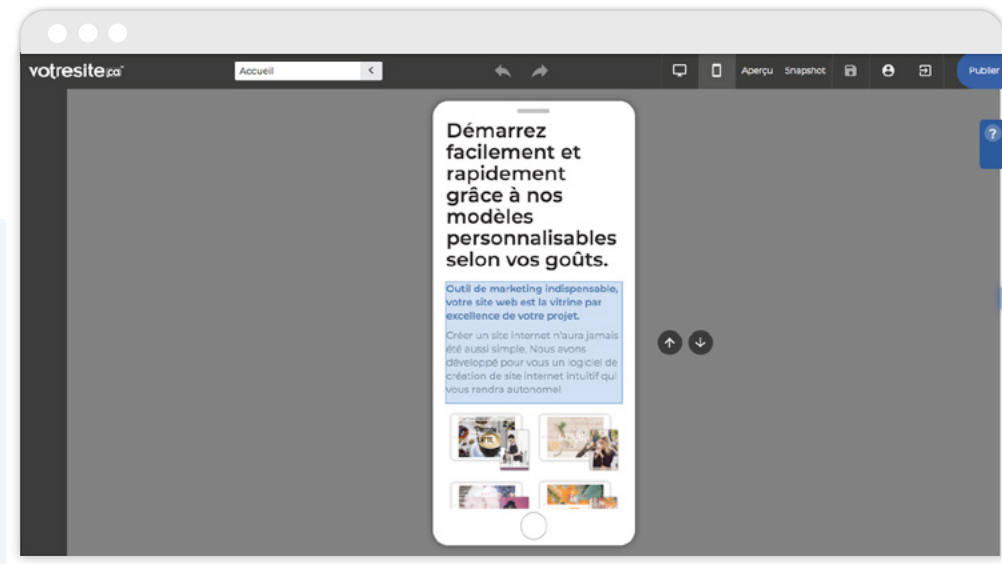 votresite.ca
Accueil
Aperçu
Snapshot
Publier
?
Démarrez
facilement et
rapidement
grâce à nos
modèles
personnalisables
selon vos goûts.
Outil de marketing indispensable,
votre site web est la vitrine par
excellence de votre projet.
Créer un site internet n'aura jamais
été aussi simple. Nous avons
développé pour vous un logiciel de
création de site internet intuitif qui
vous rendra autonome!